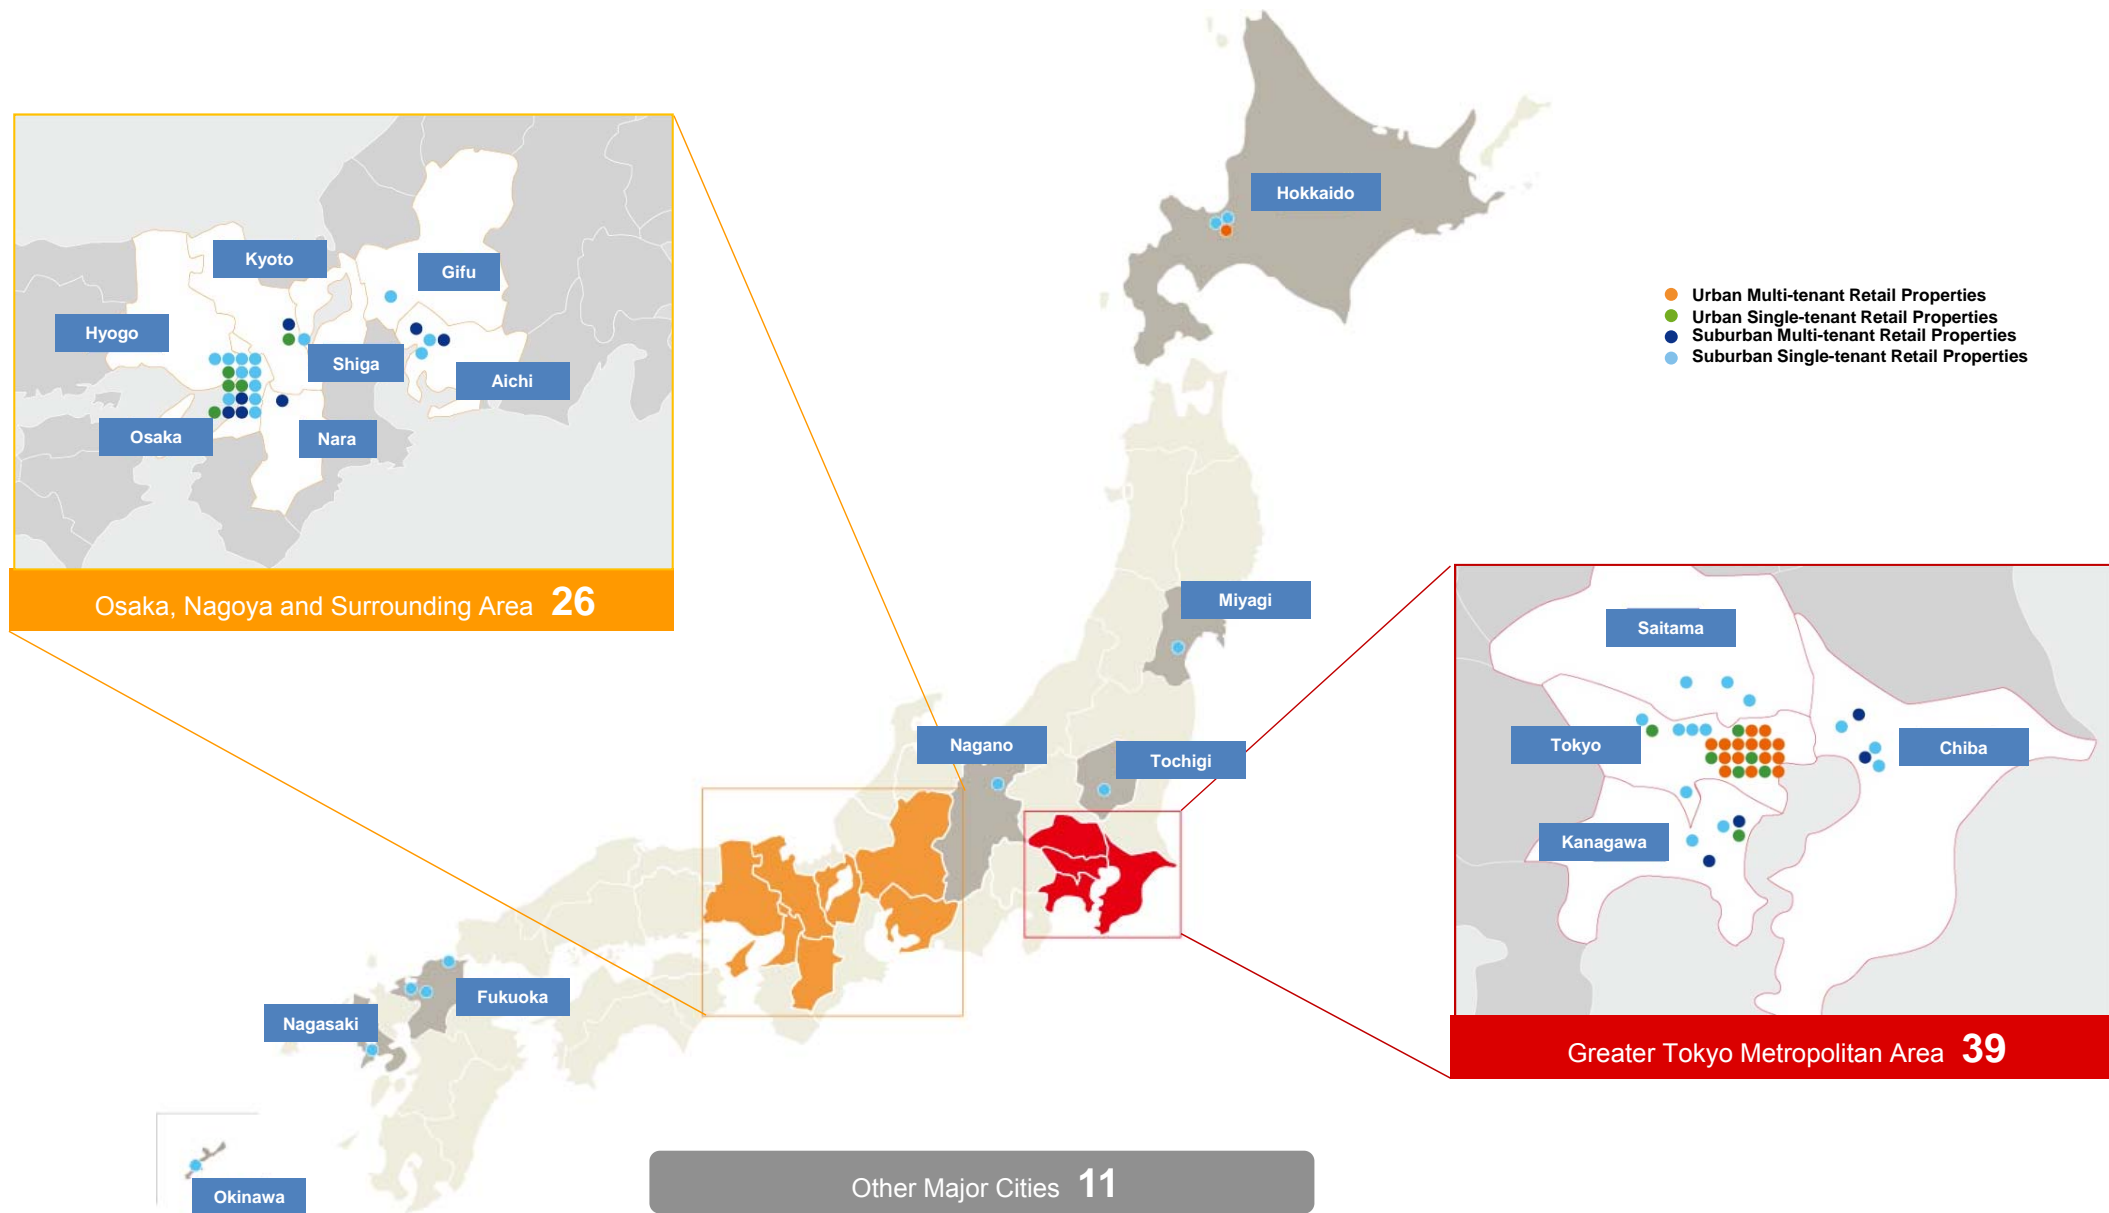 Hokkaido
Kyoto
Gifu
Hyogo
Shiga
Aichi
Osaka
Nara
Osaka, Nagoya and Surrounding Area 26
Urban Multi-tenant Retail Properties
Urban Single-tenant Retail Properties
Suburban Multi-tenant Retail Properties
Suburban Single-tenant Retail Properties
Miyagi
Nagano
Tochigi
Saitama
Tokyo
Chiba
Kanagawa
Greater Tokyo Metropolitan Area 39
Fukuoka
Nagasaki
Okinawa
Other Major Cities 11